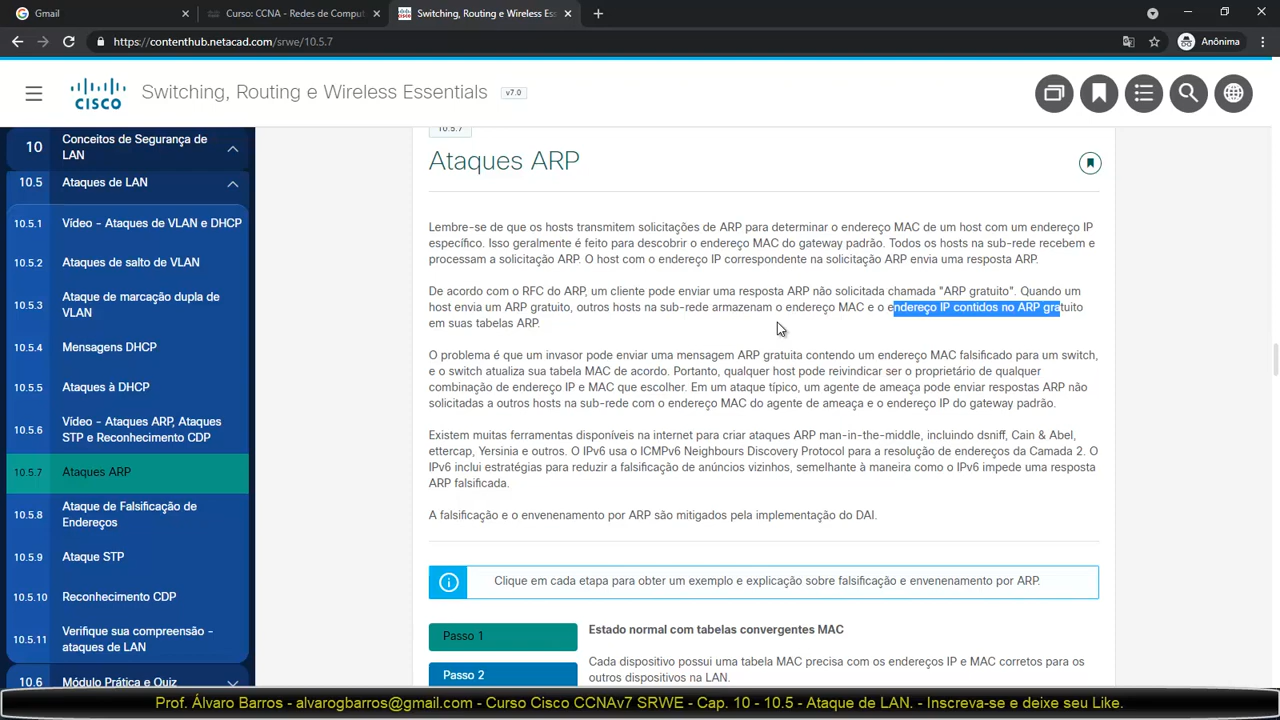 Gmail
Curso: CCNA - Redes de Comput
Switching, Routing e Wireless Ess
https://contenthub.netacad.com/srwe/10.5.7
Anônima
CISCO
Switching, Routing e Wireless Essentials
v7.0
10
Conceitos de Segurança de
LAN
10.5
Ataques de LAN
10.5.1
Vídeo - Ataques de VLAN e DHCP
10.5.2
Ataques de salto de VLAN
10.5.3
Ataque de marcação dupla de
VLAN
10.5.4
Mensagens DHCP
10.5.5
Ataques à DHCP
10.5.6
Vídeo - Ataques ARP, Ataques
STP e Reconhecimento CDP
10.5.7
Ataques ARP
10.5.8
Ataque de Falsificação de
Endereços
10.5.9
Ataque STP
10.5.10
Reconhecimento CDP
10.5.11
Verifique sua compreensão -
ataques de LAN
10.6
Módulo Prática e Quiz
10.5.7
Ataques ARP
Lembre-se de que os hosts transmitem solicitações de ARP para determinar o endereço MAC de um host com um endereço IP
específico. Isso geralmente é feito para descobrir o endereço MAC do gateway padrão. Todos os hosts na sub-rede recebem e
processam a solicitação ARP. O host com o endereço IP correspondente na solicitação ARP envia uma resposta ARP.
De acordo com o RFC do ARP, um cliente pode enviar uma resposta ARP não solicitada chamada "ARP gratuito". Quando um
host envia um ARP gratuito, outros hosts na sub-rede armazenam o endereço MAC e o endereço IP contidos no ARP gratuito
em suas tabelas ARP.
O problema é que um invasor pode enviar uma mensagem ARP gratuita contendo um endereço MAC falsificado para um switch,
e o switch atualiza sua tabela MAC de acordo. Portanto, qualquer host pode reivindicar ser o proprietário de qualquer
combinação de endereço IP e MAC que escolher. Em um ataque típico, um agente de ameaça pode enviar respostas ARP não
solicitadas a outros hosts na sub-rede com o endereço MAC do agente de ameaça e o endereço IP do gateway padrão.
Existem muitas ferramentas disponíveis na internet para criar ataques ARP man-in-the-middle, incluindo dsniff, Cain & Abel,
ettercap, Yersinia e outros. O IPv6 usa o ICMPv6 Neighbours Discovery Protocol para a resolução de endereços da Camada 2. O
IPv6 inclui estratégias para reduzir a falsificação de anúncios vizinhos, semelhante à maneira como o IPv6 impede uma resposta
ARP falsificada.
A falsificação e o envenenamento por ARP são mitigados pela implementação do DAI.
Clique em cada etapa para obter um exemplo e explicação sobre falsificação e envenenamento por ARP.
Passo 1
Passo 2
Estado normal com tabelas convergentes MAC
Cada dispositivo possui uma tabela MAC precisa com os endereços IP e MAC corretos para os
outros dispositivos na LAN.
Prof. Álvaro Barros - alvarogbarros@gmail.com - Curso Cisco CCNAv7 SRWE - Cap. 10 - 10.5 - Ataque de LAN. - Inscreva-se e deixe seu Like.